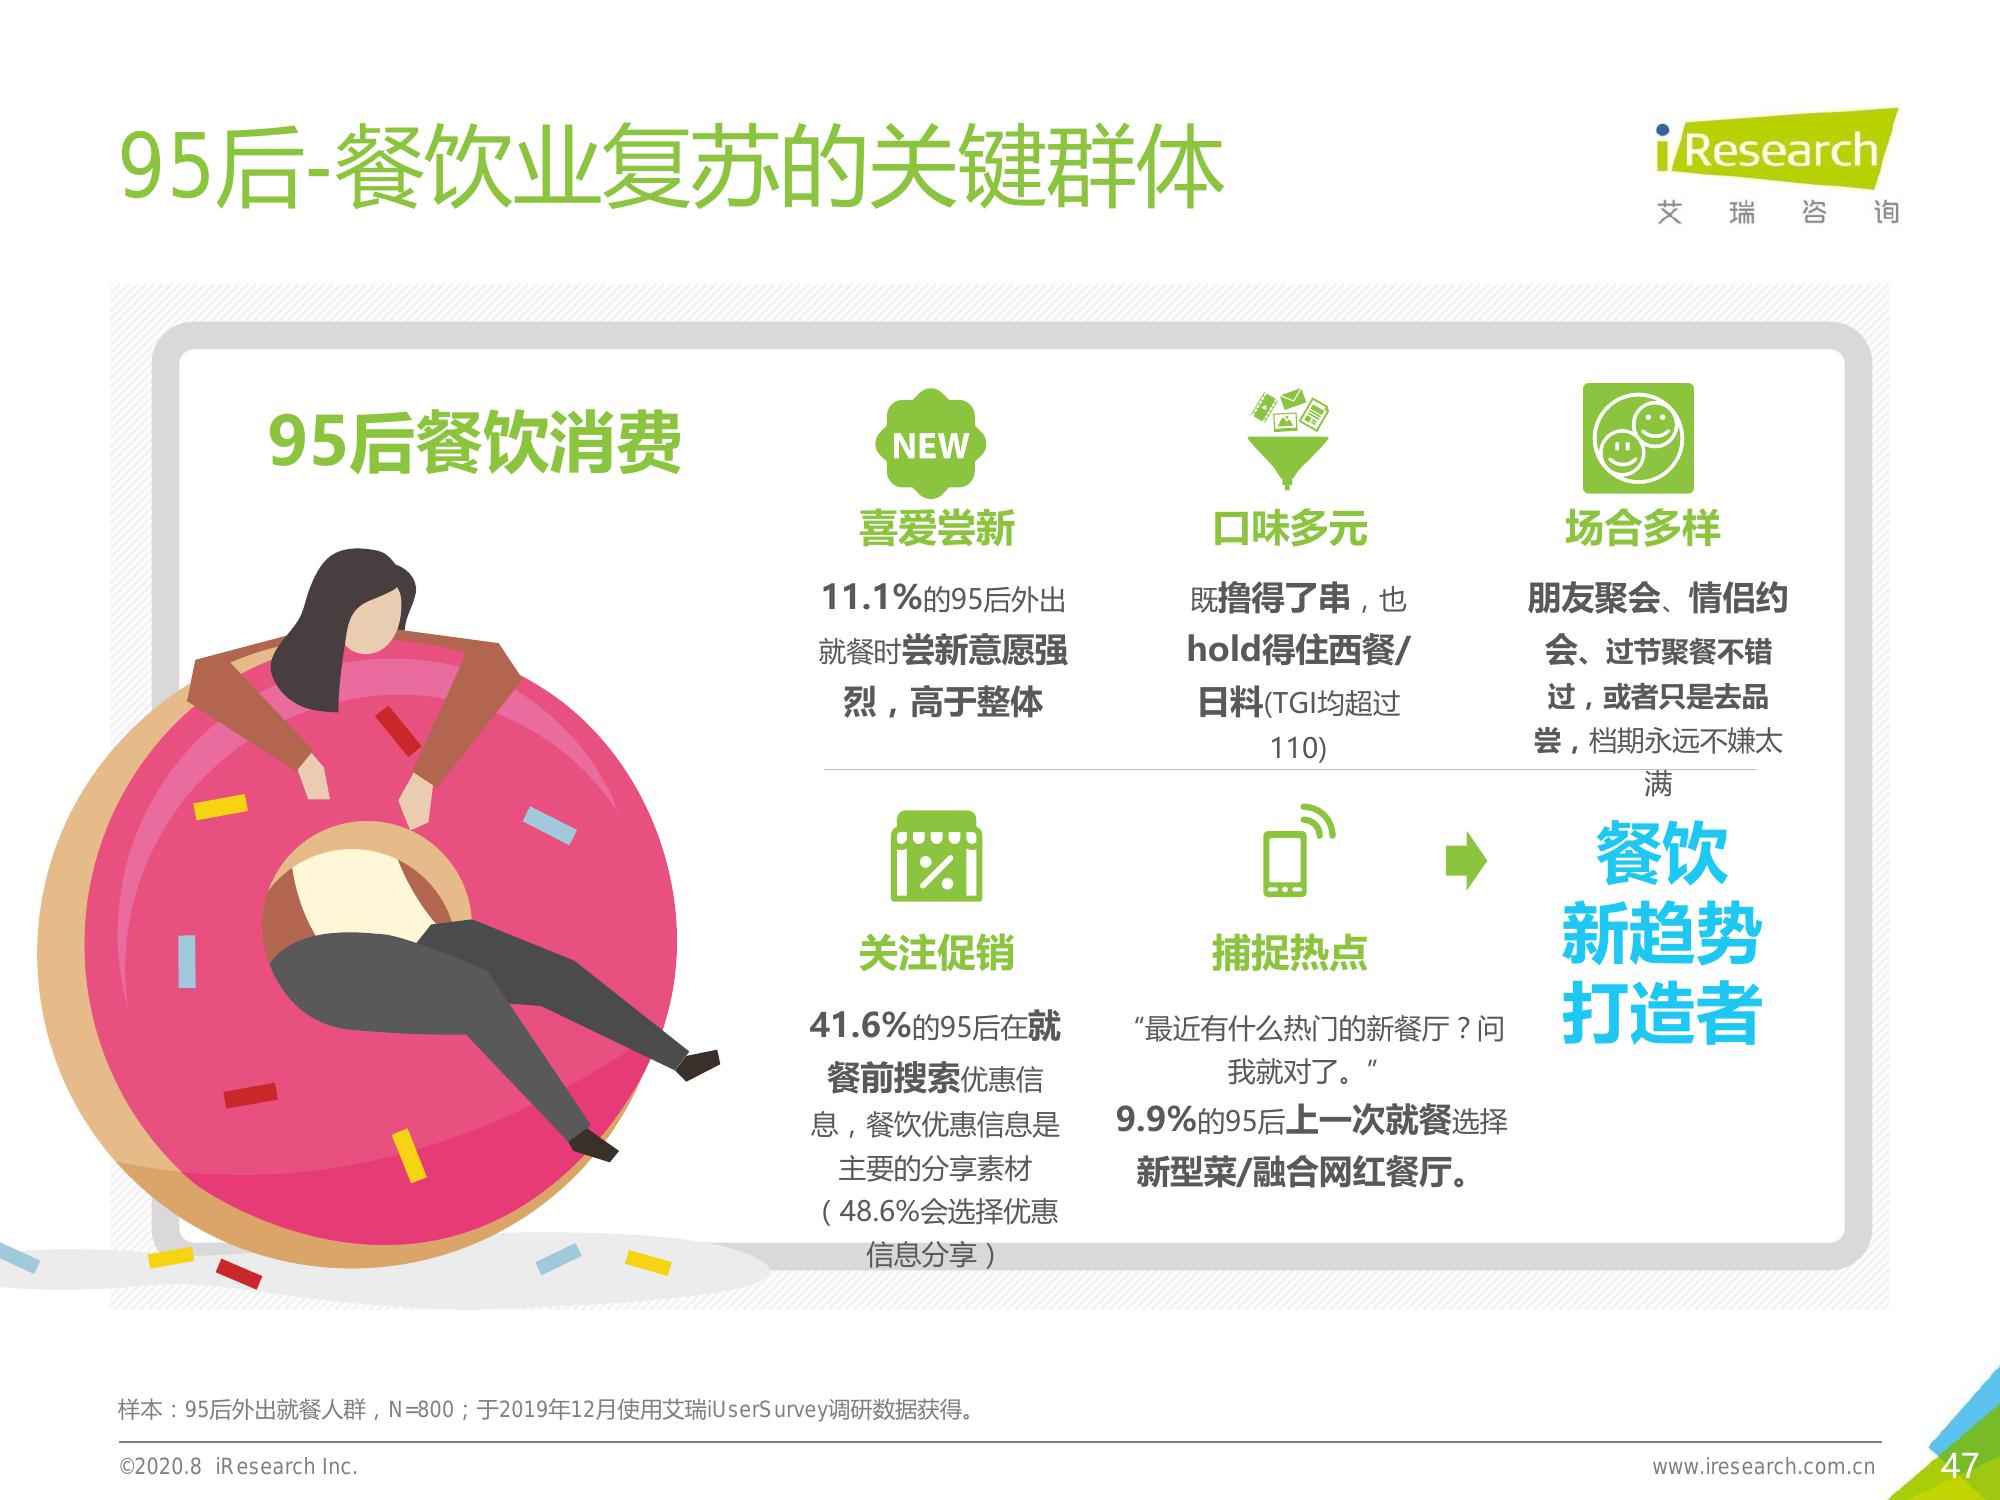 95后-餐饮业复苏的关键群体
iResearch
艾瑞咨询
95后餐饮消费
NEW
喜爱尝新
11.1%的95后外出
就餐时尝新意愿强
烈，高于整体
口味多元
既撸得了串，也
hold得住西餐/
日料(TGI均超过
110)
场合多样
朋友聚会、情侣约
会、过节聚餐不错
过，或者只是去品
尝，档期永远不嫌太
满
关注促销
41.6%的95后在就
餐前搜索优惠信
息，餐饮优惠信息是
主要的分享素材
（48.6%会选择优惠
信息分享）
捕捉热点
“最近有什么热门的新餐厅？问
我就对了。”
9.9%的95后上一次就餐选择
新型菜/融合网红餐厅。
餐饮
新趋势
打造者
样本：95后外出就餐人群，N=800；于2019年12月使用艾瑞iUserSurvey调研数据获得。
©2020.8 iResearch Inc.
www.iresearch.com.cn
47